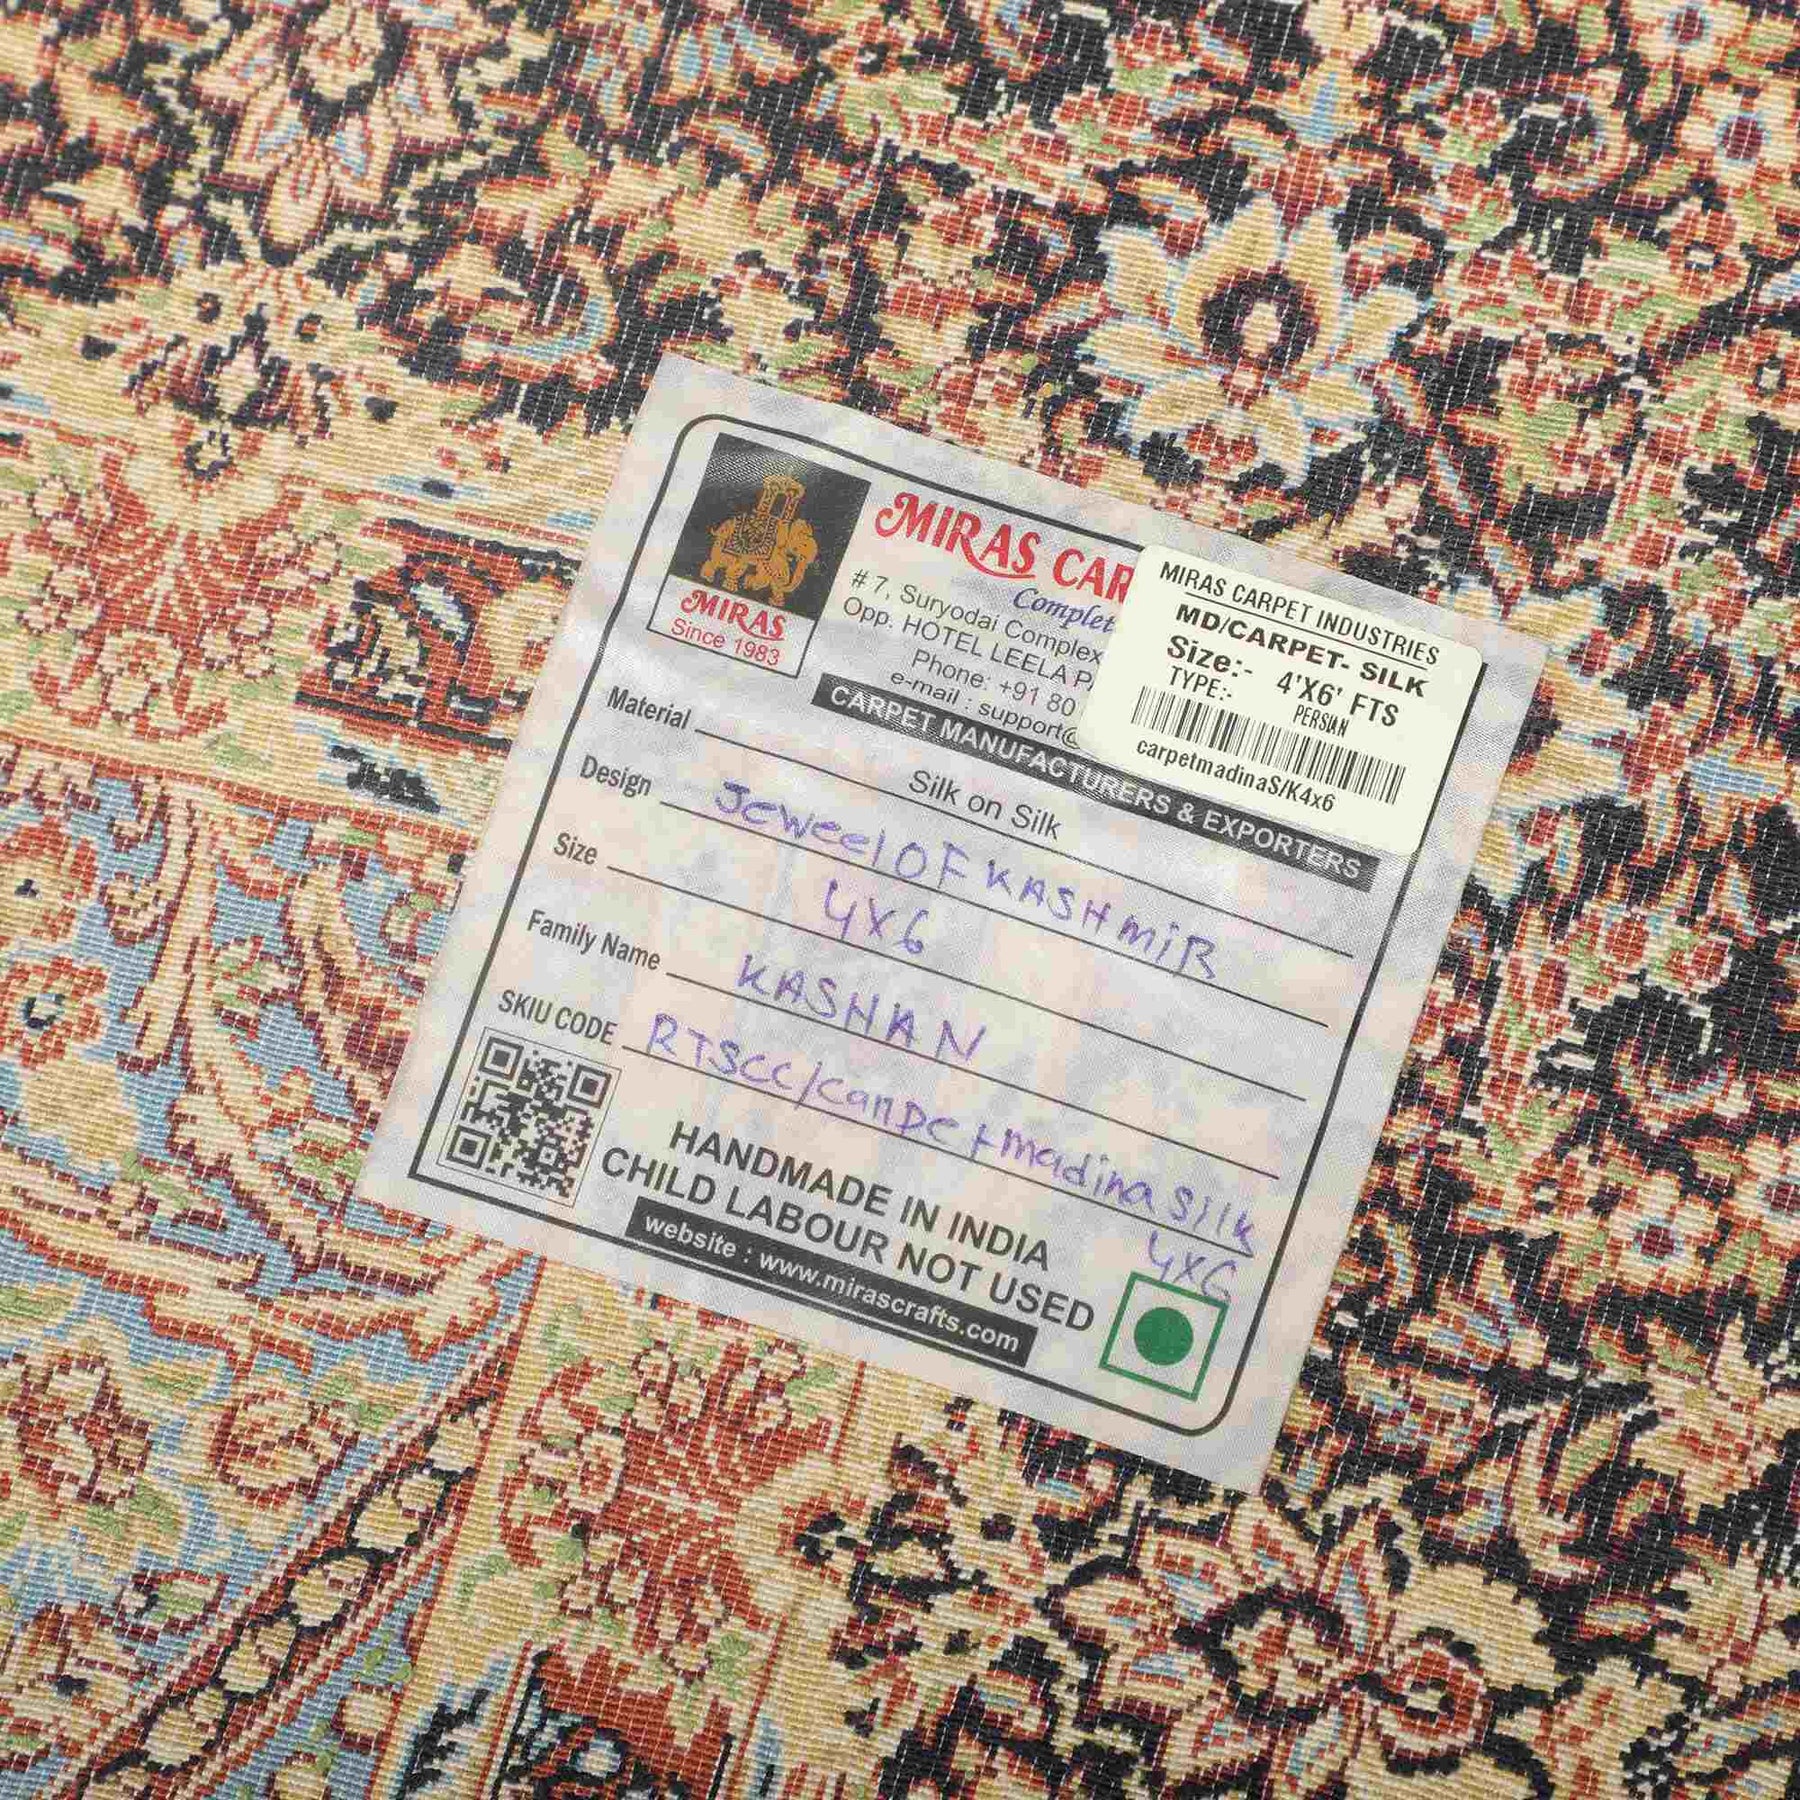 MIRAS CAR
Complet
# 7, Suryodai Complex
Opp. HOTEL LEELA PA
Phone: +91 80
e-mail : support@
MIRAS
Since 1983
MIRAS CARPET INDUSTRIES
MD/CARPET- SILK
Size:- 4'X6' FTS
TYPE:- PERSIAN
carpetmadinaS/K4x6
CARPET MANUFACTURERS & EXPORTERS
Material Silk on Silk
Design Jeweel OF KASHmiR
Size 4X6
Family Name KASHAN
SKIU CODE RTSCC/carpetmadina Silk
4X6
HANDMADE IN INDIA
CHILD LABOUR NOT USED
website : www.mirascrafts.com